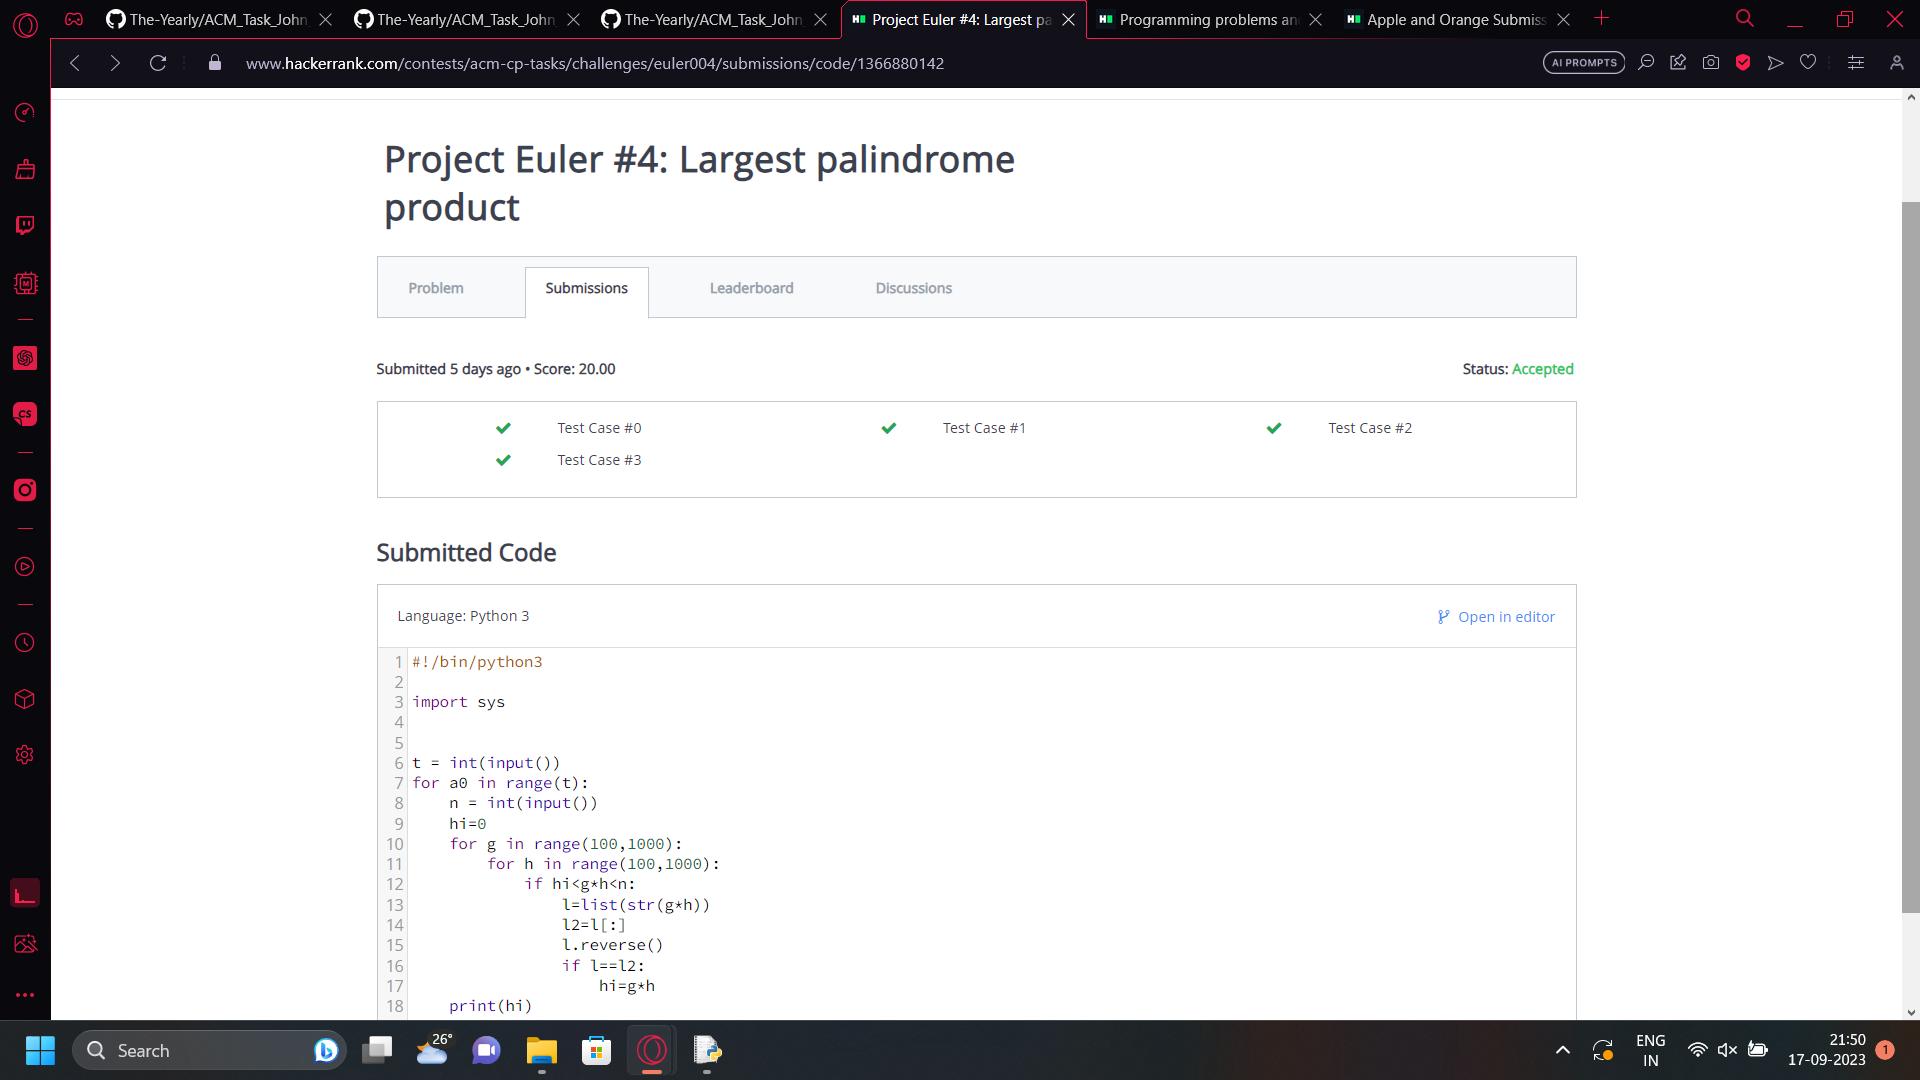 The-Yearly/ACM_Task_John
The-Yearly/ACM_Task_John
The-Yearly/ACM_Task_John
Project Euler #4: Largest pa
Programming problems an
Apple and Orange Submiss
www.hackerrank.com/contests/acm-cp-tasks/challenges/euler004/submissions/code/1366880142
AI PROMPTS
Project Euler #4: Largest palindrome
product
Problem
Submissions
Leaderboard
Discussions
Submitted 5 days ago • Score: 20.00
Status: Accepted
Test Case #0
Test Case #1
Test Case #2
Test Case #3
Submitted Code
Language: Python 3
Open in editor
1 #!/bin/python3
2
3 import sys
4
5
6 t = int(input())
7 for a0 in range(t):
8     n = int(input())
9     hi=0
10     for g in range(100,1000):
11         for h in range(100,1000):
12             if hi<g*h<n:
13                 l=list(str(g*h))
14                 l2=l[:]
15                 l.reverse()
16                 if l==l2:
17                     hi=g*h
18     print(hi)
CS
M
Search
26°
ENG
IN
21:50
17-09-2023
1